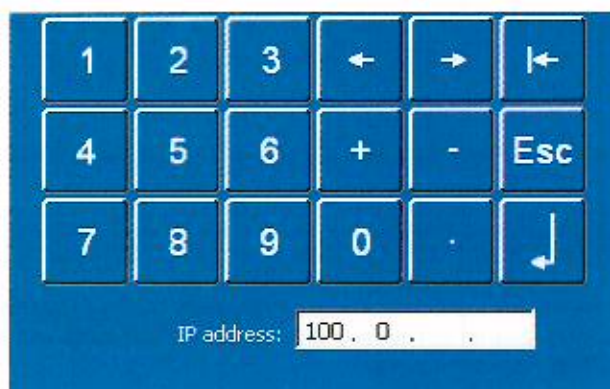 1 2 3 ← → |←
4 5 6 + - Esc
7 8 9 0 .
IP address: 100 . 0 . .